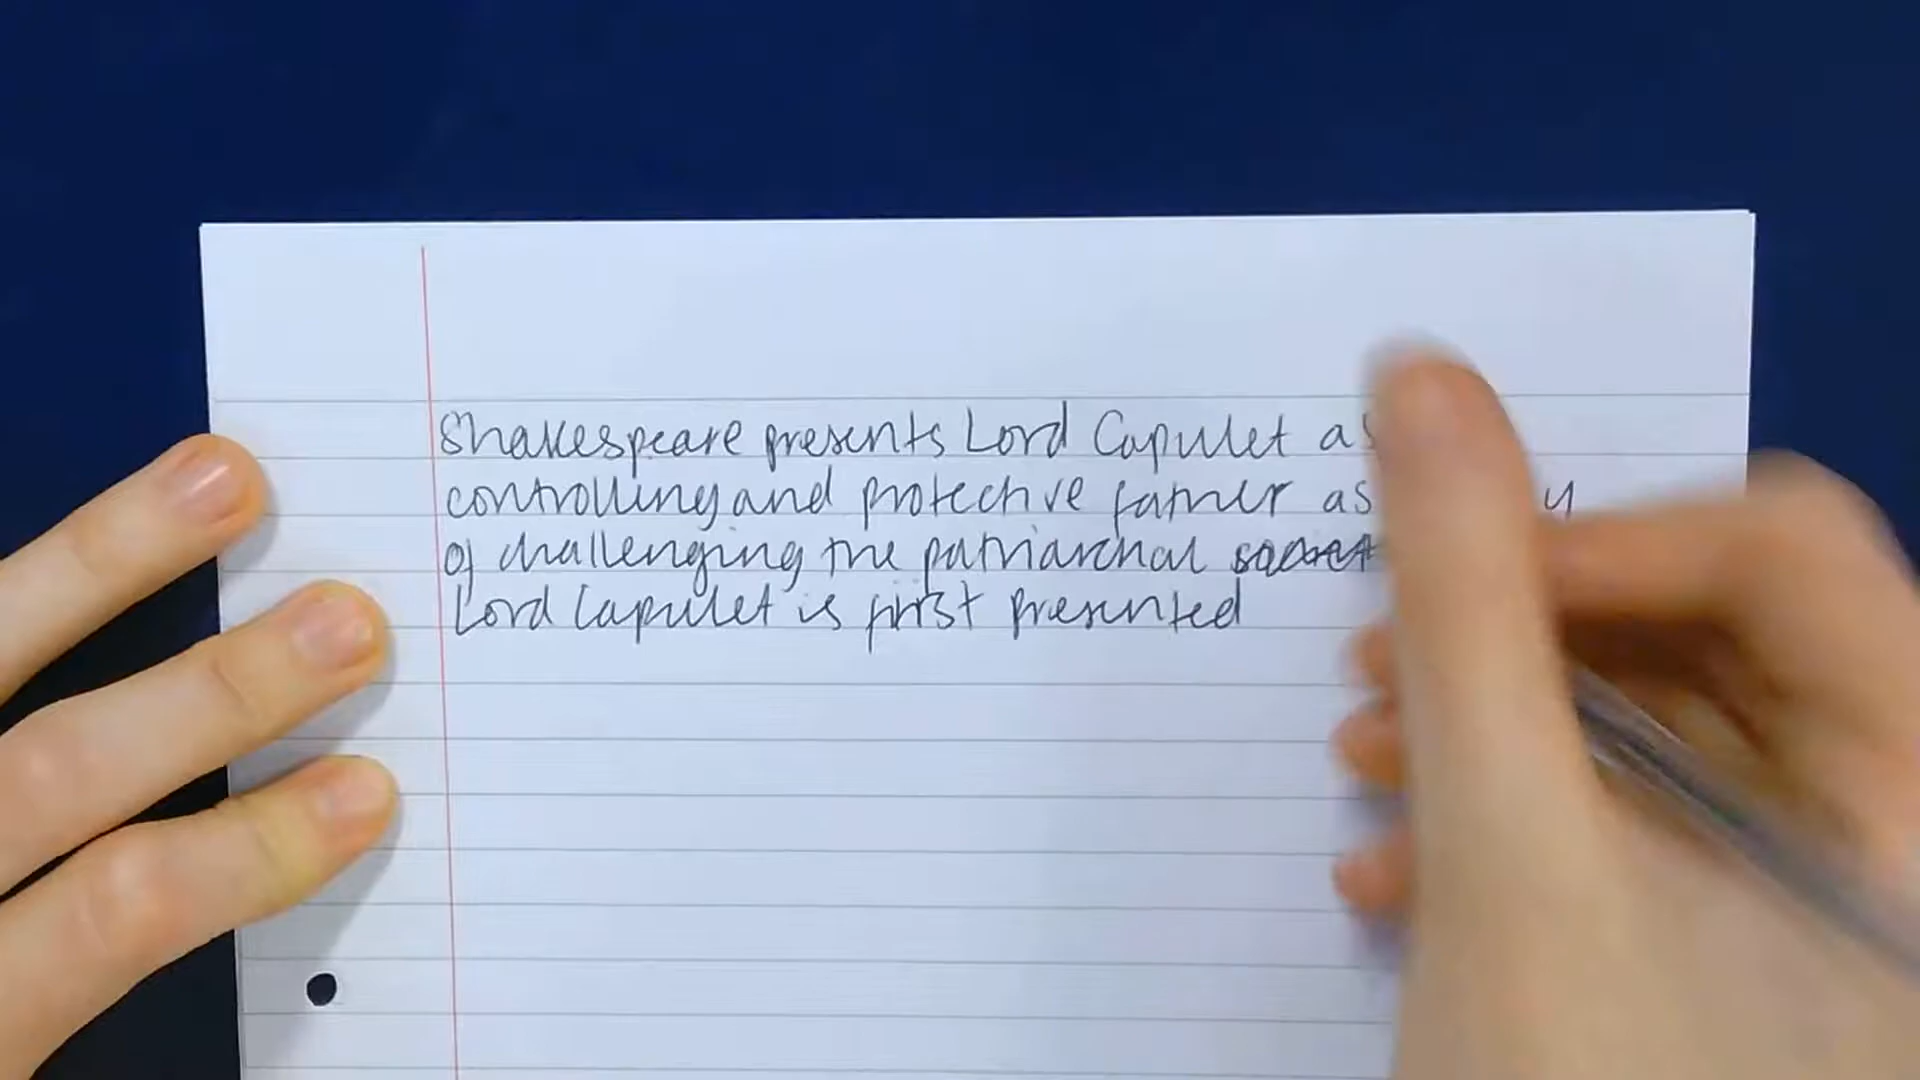 Shakespeare presents Lord Capulet as
controlling and protective father as
of challenging the patriarchal
Lord Capulet is first presented